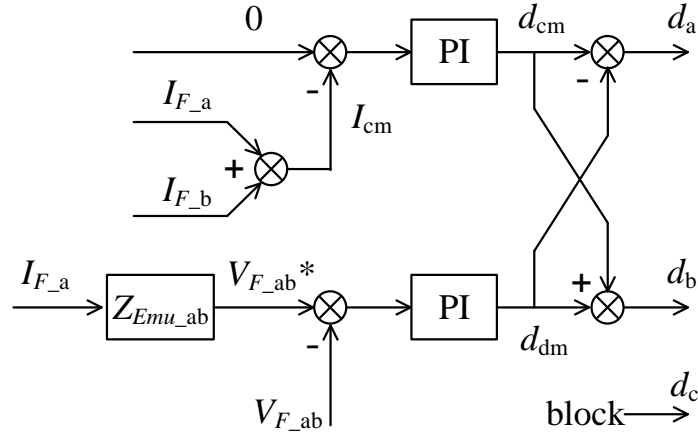 0
PI
d_cm
d_a
-
-
I_F_a
I_cm
+
I_F_b
I_F_a
Z_Emu_ab
V_F_ab*
PI
+
d_b
-
d_dm
V_F_ab
block
d_c